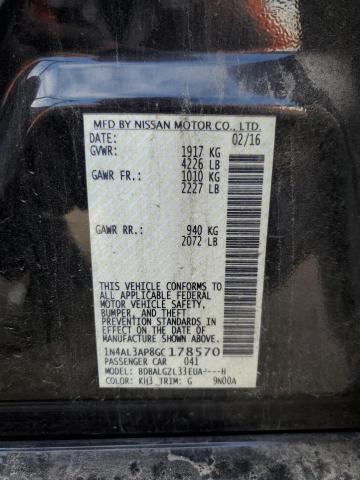 MFD BY NISSAN MOTOR CO., LTD.
DATE: 02/16
GVWR: 1917 KG
4226 LB
GAWR FR.: 1010 KG
2227 LB
GAWR RR.: 940 KG
2072 LB
THIS VEHICLE CONFORMS
TO ALL APPLICABLE FEDERAL
MOTOR VEHICLE SAFETY,
BUMPER, AND THEFT
PREVENTION STANDARDS
IN EFFECT ON THE DATE OF
MANUFACTURE SHOWN ABOVE.
1N4AL3AP8GC178570
PASSENGER CAR 041
MODEL: BDBALGZL33EUA----H
COLOR: KH3 TRIM: G 9N00A